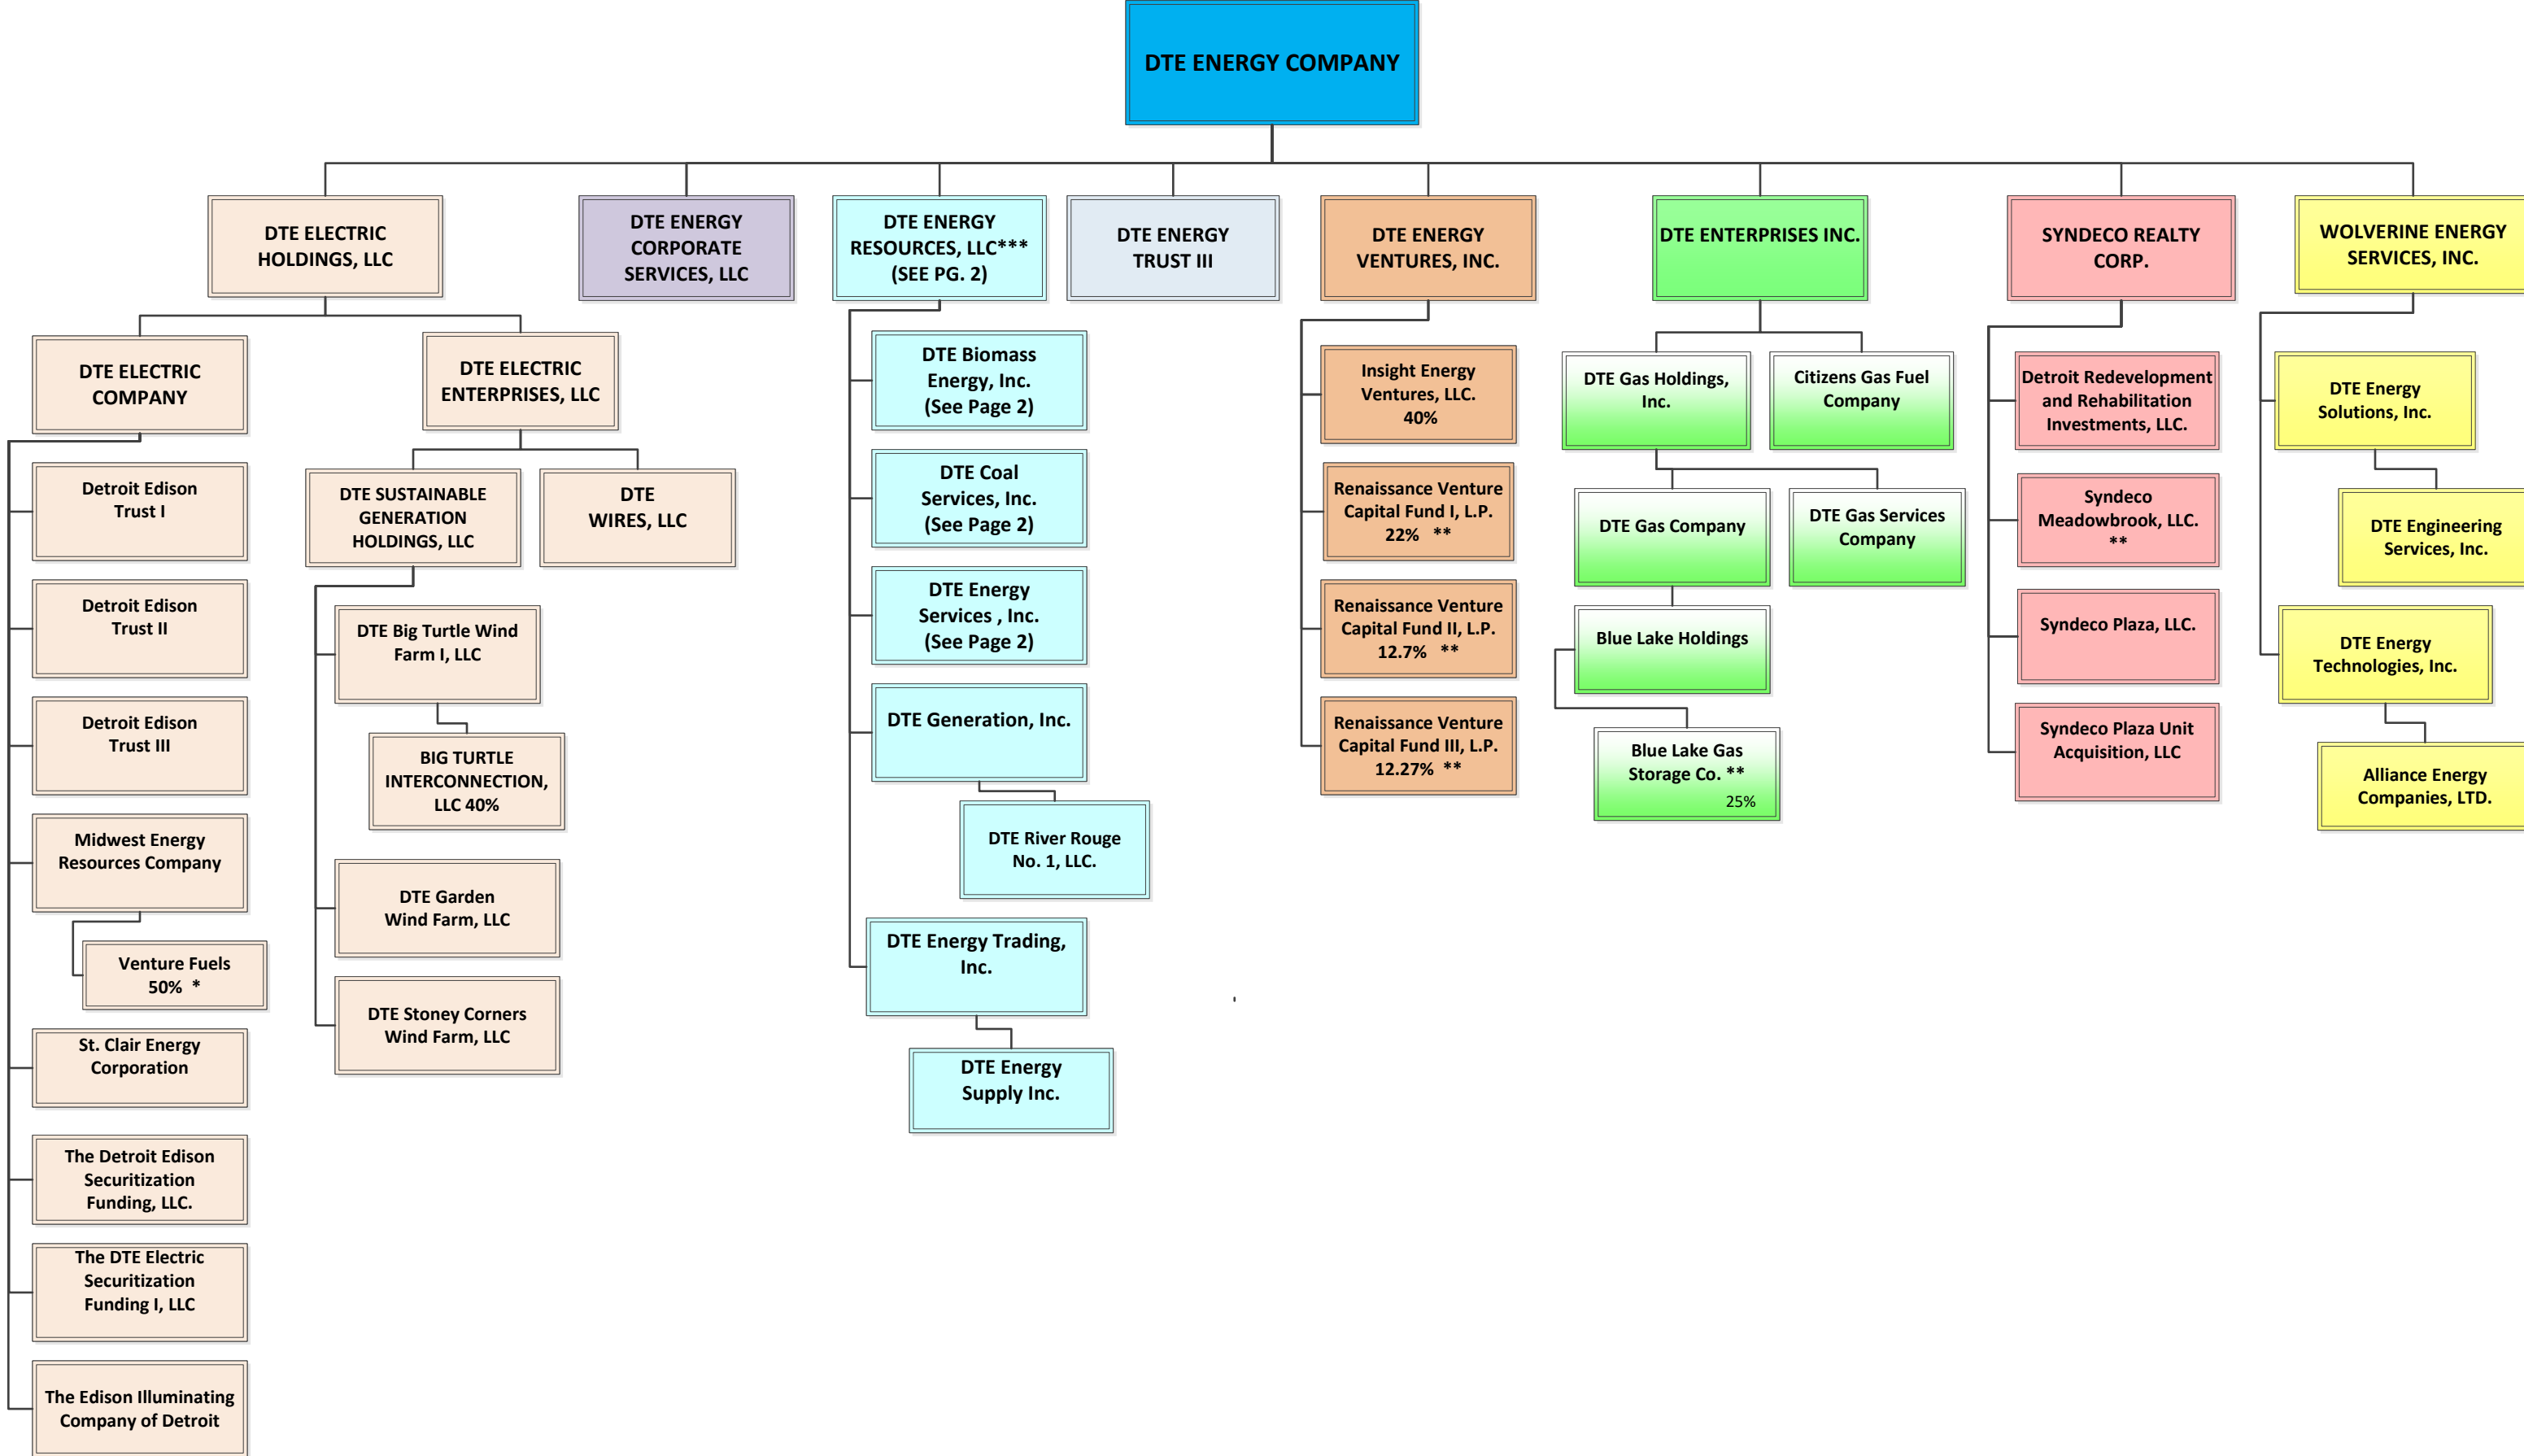 DTE ENERGY COMPANY
DTE ELECTRIC
HOLDINGS, LLC
DTE ENERGY
CORPORATE
SERVICES, LLC
DTE ENERGY
RESOURCES, LLC***
(SEE PG. 2)
DTE ENERGY
TRUST III
DTE ENERGY
VENTURES, INC.
DTE ENTERPRISES INC.
SYNDECO REALTY
CORP.
WOLVERINE ENERGY
SERVICES, INC.
DTE ELECTRIC
COMPANY
Detroit Edison
Trust I
Detroit Edison
Trust II
Detroit Edison
Trust III
Midwest Energy
Resources Company
Venture Fuels
50% *
St. Clair Energy
Corporation
The Detroit Edison
Securitization
Funding, LLC.
The DTE Electric
Securitization
Funding I, LLC
The Edison Illuminating
Company of Detroit
DTE ELECTRIC
ENTERPRISES, LLC
DTE SUSTAINABLE
GENERATION
HOLDINGS, LLC
DTE
WIRES, LLC
DTE Big Turtle Wind
Farm I, LLC
BIG TURTLE
INTERCONNECTION,
LLC 40%
DTE Garden
Wind Farm, LLC
DTE Stoney Corners
Wind Farm, LLC
DTE Biomass
Energy, Inc.
(See Page 2)
DTE Coal
Services, Inc.
(See Page 2)
DTE Energy
Services , Inc.
(See Page 2)
DTE Generation, Inc.
DTE River Rouge
No. 1, LLC.
DTE Energy Trading,
Inc.
DTE Energy
Supply Inc.
Insight Energy
Ventures, LLC.
40%
Renaissance Venture
Capital Fund I, L.P.
22% **
Renaissance Venture
Capital Fund II, L.P.
12.7% **
Renaissance Venture
Capital Fund III, L.P.
12.27% **
DTE Gas Holdings,
Inc.
Citizens Gas Fuel
Company
DTE Gas Company
DTE Gas Services
Company
Blue Lake Holdings
Blue Lake Gas
Storage Co. **
25%
Detroit Redevelopment
and Rehabilitation
Investments, LLC.
Syndeco
Meadowbrook, LLC.
**
Syndeco Plaza, LLC.
Syndeco Plaza Unit
Acquisition, LLC
DTE Energy
Solutions, Inc.
DTE Engineering
Services, Inc.
DTE Energy
Technologies, Inc.
Alliance Energy
Companies, LTD.